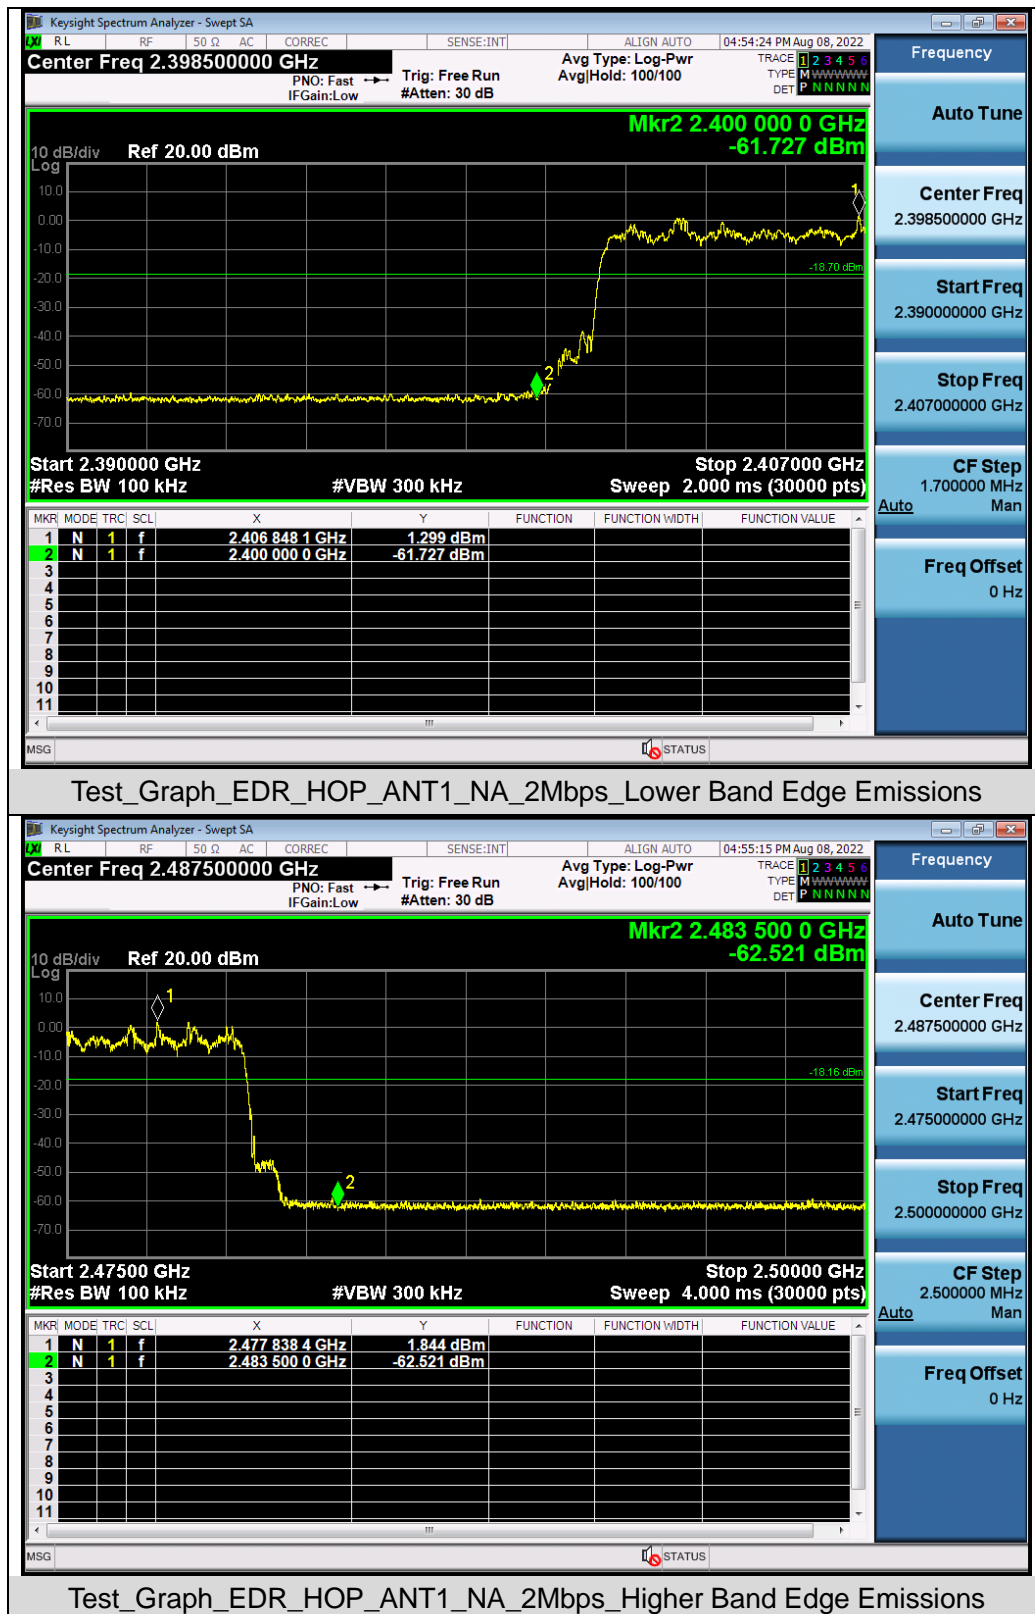 Keysight Spectrum Analyzer - Swept SA
LXI RL RF 50 Ω AC CORREC SENSE:INT ALIGN AUTO 04:54:24 PM Aug 08, 2022
Center Freq 2.398500000 GHz
PNO: Fast
IFGain:Low
Trig: Free Run
#Atten: 30 dB
Avg Type: Log-Pwr
Avg|Hold: 100/100
TRACE 1 2 3 4 5 6
TYPE M WWWWW
DET P N N N N N
Frequency
Mkr2 2.400 000 0 GHz
-61.727 dBm
10 dB/div Ref 20.00 dBm
Log
10.0
0.00
-10.0
-20.0
-30.0
-40.0
-50.0
-60.0
-70.0
1
-18.70 dBm
2
Start 2.390000 GHz Stop 2.407000 GHz
#Res BW 100 kHz #VBW 300 kHz Sweep 2.000 ms (30000 pts)
MKR MODE TRC SCL X Y FUNCTION FUNCTION WIDTH FUNCTION VALUE
1 N 1 f 2.406 848 1 GHz 1.299 dBm
2 N 1 f 2.400 000 0 GHz -61.727 dBm
3
4
5
6
7
8
9
10
11
MSG STATUS
Auto Tune
Center Freq
2.398500000 GHz
Start Freq
2.390000000 GHz
Stop Freq
2.407000000 GHz
CF Step
1.700000 MHz
Auto Man
Freq Offset
0 Hz
Test_Graph_EDR_HOP_ANT1_NA_2Mbps_Lower Band Edge Emissions
Keysight Spectrum Analyzer - Swept SA
LXI RL RF 50 Ω AC CORREC SENSE:INT ALIGN AUTO 04:55:15 PM Aug 08, 2022
Center Freq 2.487500000 GHz
PNO: Fast
IFGain:Low
Trig: Free Run
#Atten: 30 dB
Avg Type: Log-Pwr
Avg|Hold: 100/100
TRACE 1 2 3 4 5 6
TYPE M WWWWW
DET P N N N N N
Frequency
Mkr2 2.483 500 0 GHz
-62.521 dBm
10 dB/div Ref 20.00 dBm
Log
10.0
0.00
-10.0
-20.0
-30.0
-40.0
-50.0
-60.0
-70.0
1
-18.16 dBm
2
Start 2.47500 GHz Stop 2.50000 GHz
#Res BW 100 kHz #VBW 300 kHz Sweep 4.000 ms (30000 pts)
MKR MODE TRC SCL X Y FUNCTION FUNCTION WIDTH FUNCTION VALUE
1 N 1 f 2.477 838 4 GHz 1.844 dBm
2 N 1 f 2.483 500 0 GHz -62.521 dBm
3
4
5
6
7
8
9
10
11
MSG STATUS
Auto Tune
Center Freq
2.487500000 GHz
Start Freq
2.475000000 GHz
Stop Freq
2.500000000 GHz
CF Step
2.500000 MHz
Auto Man
Freq Offset
0 Hz
Test_Graph_EDR_HOP_ANT1_NA_2Mbps_Higher Band Edge Emissions